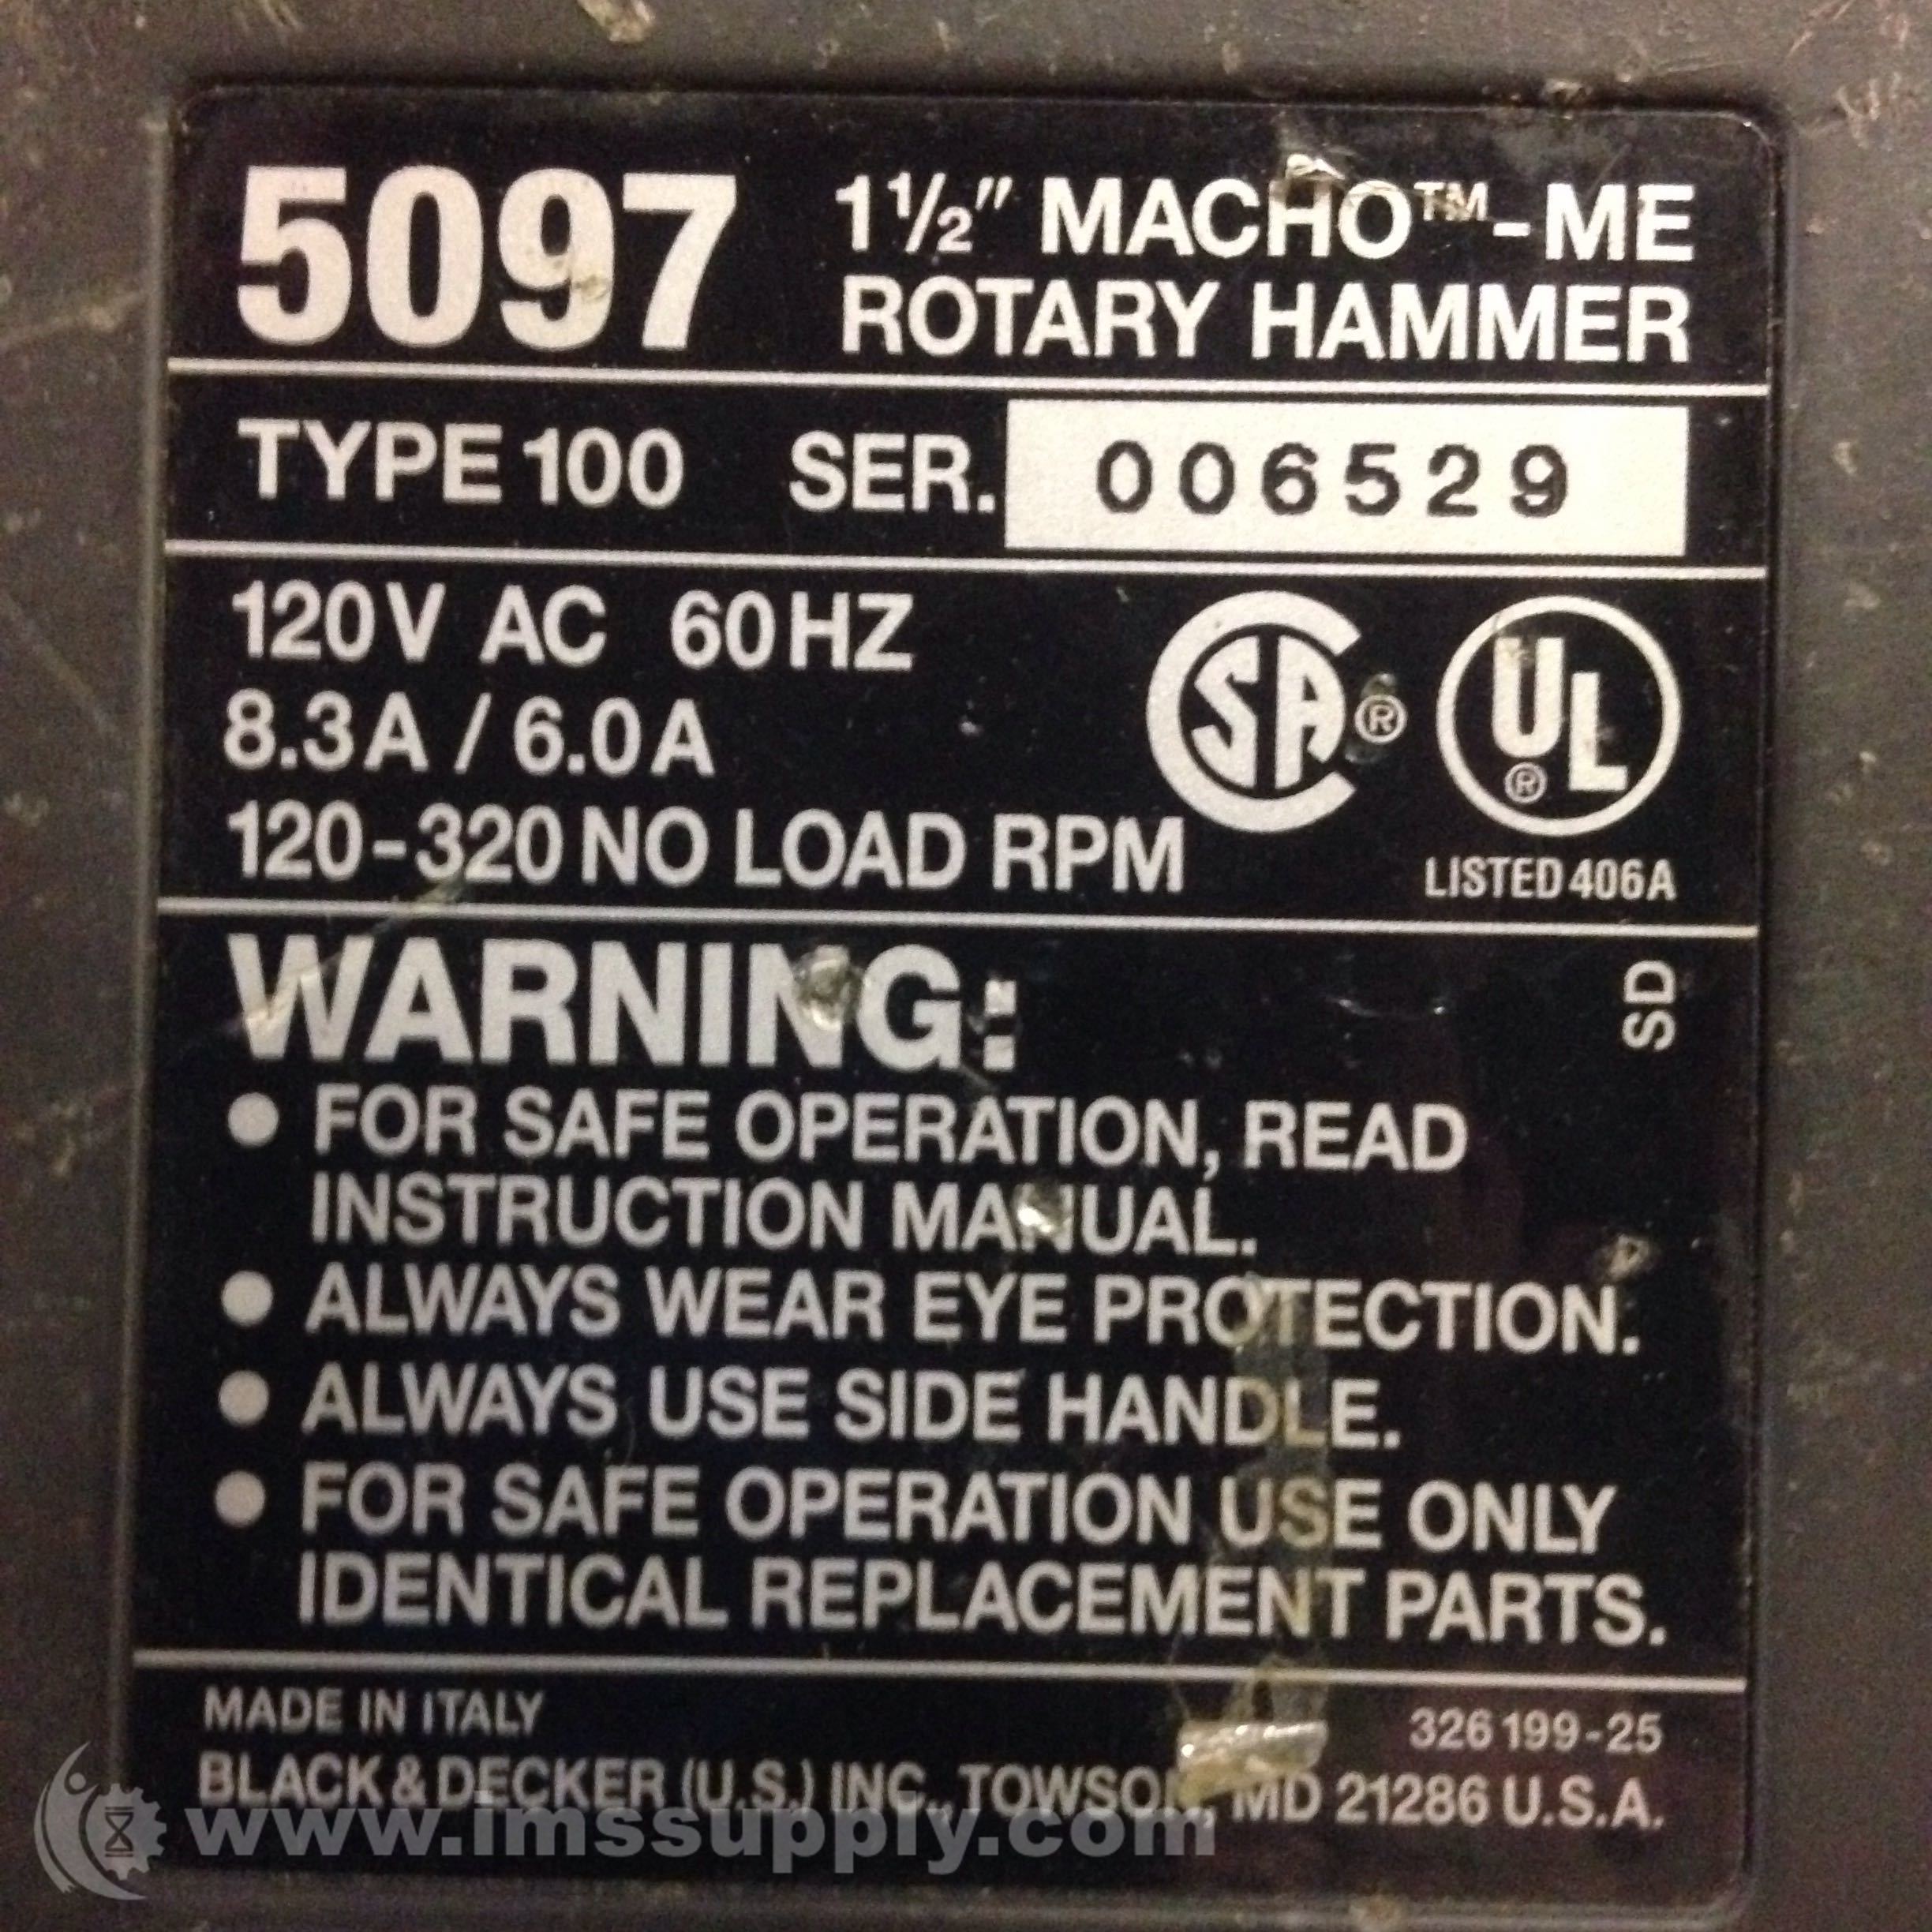 5097 1½" MACHO™-ME
ROTARY HAMMER
TYPE 100 SER. 006529
120V AC 60HZ
8.3A / 6.0A
120-320 NO LOAD RPM
SA® UL®
LISTED 406A
WARNING:
SD
• FOR SAFE OPERATION, READ
INSTRUCTION MANUAL.
• ALWAYS WEAR EYE PROTECTION.
• ALWAYS USE SIDE HANDLE.
• FOR SAFE OPERATION USE ONLY
IDENTICAL REPLACEMENT PARTS.
MADE IN ITALY 326199-25
BLACK & DECKER (U.S.) INC., TOWSON, MD 21286 U.S.A.
www.imssupply.com